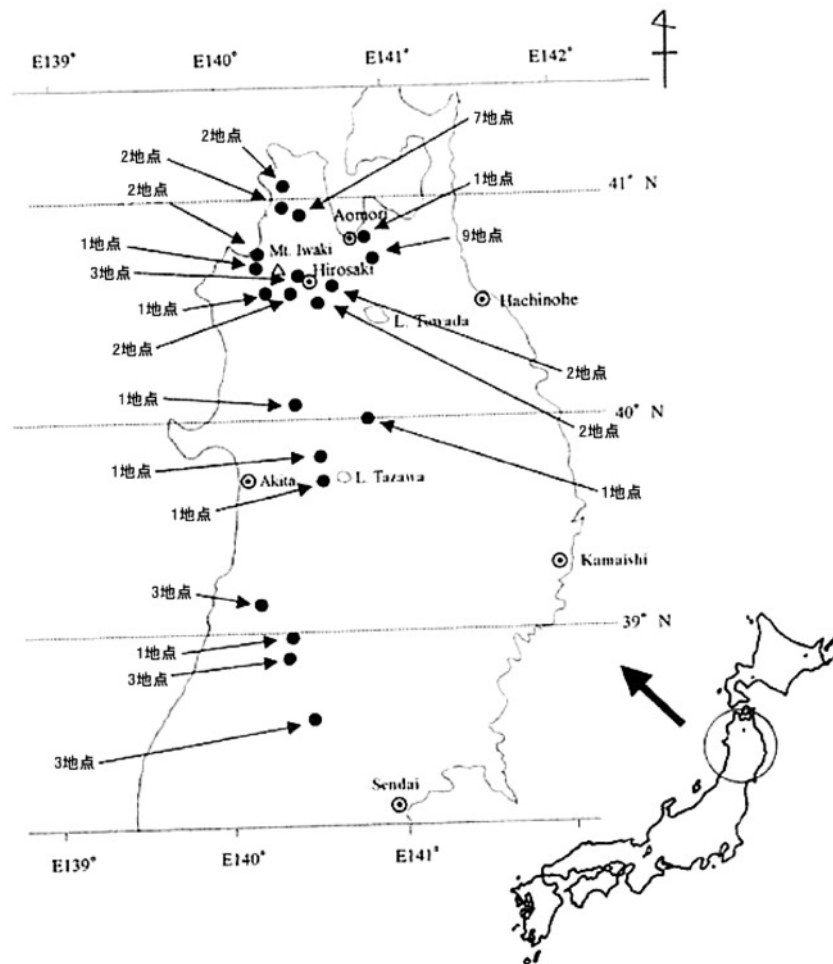 E139° E140° E141° E142°
7地点
2地点
2地点
2地点
1地点
41° N
Aomori
1地点
Mt. Iwaki
9地点
3地点
Hirosaki
Hachinohe
1地点
L. Towada
2地点
2地点
1地点
40° N
2地点
1地点
L. Tazawa
Akita
1地点
1地点
Kamaishi
3地点
39° N
1地点
3地点
3地点
Sendai
E139° E140° E141°